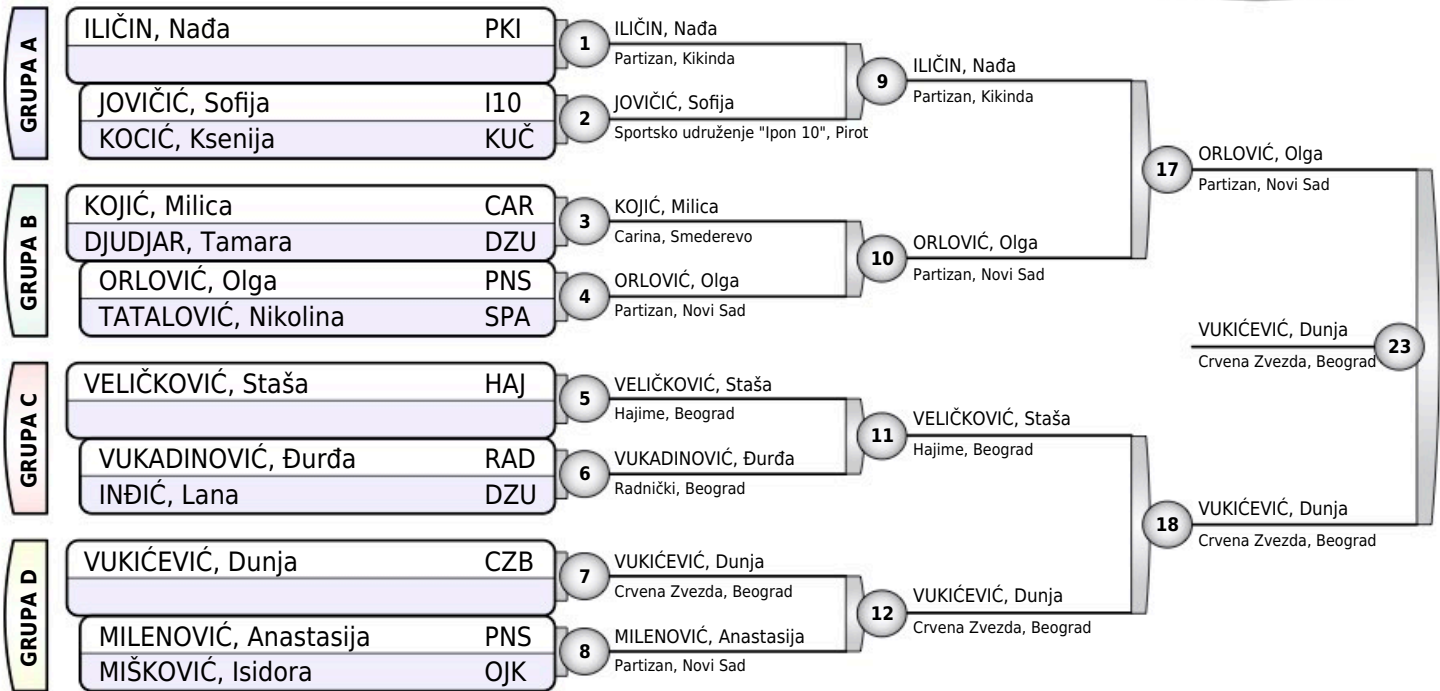 GRUPA A
ILIČIN, Nađa PKI
JOVIČIĆ, Sofija I10
KOCIĆ, Ksenija KUČ
1
ILIČIN, Nađa
Partizan, Kikinda
2
JOVIČIĆ, Sofija
Sportsko udruženje "Ipon 10", Pirot
9
ILIČIN, Nađa
Partizan, Kikinda
GRUPA B
KOJIĆ, Milica CAR
DJUDJAR, Tamara DZU
ORLOVIĆ, Olga PNS
TATALOVIĆ, Nikolina SPA
3
KOJIĆ, Milica
Carina, Smederevo
4
ORLOVIĆ, Olga
Partizan, Novi Sad
10
ORLOVIĆ, Olga
Partizan, Novi Sad
17
ORLOVIĆ, Olga
Partizan, Novi Sad
GRUPA C
VELIČKOVIĆ, Staša HAJ
VUKADINOVIĆ, Đurđa RAD
INĐIĆ, Lana DZU
5
VELIČKOVIĆ, Staša
Hajime, Beograd
6
VUKADINOVIĆ, Đurđa
Radnički, Beograd
11
VELIČKOVIĆ, Staša
Hajime, Beograd
GRUPA D
VUKIĆEVIĆ, Dunja CZB
MILENOVIĆ, Anastasija PNS
MIŠKOVIĆ, Isidora OJK
7
VUKIĆEVIĆ, Dunja
Crvena Zvezda, Beograd
8
MILENOVIĆ, Anastasija
Partizan, Novi Sad
12
VUKIĆEVIĆ, Dunja
Crvena Zvezda, Beograd
18
VUKIĆEVIĆ, Dunja
Crvena Zvezda, Beograd
VUKIĆEVIĆ, Dunja
Crvena Zvezda, Beograd
23